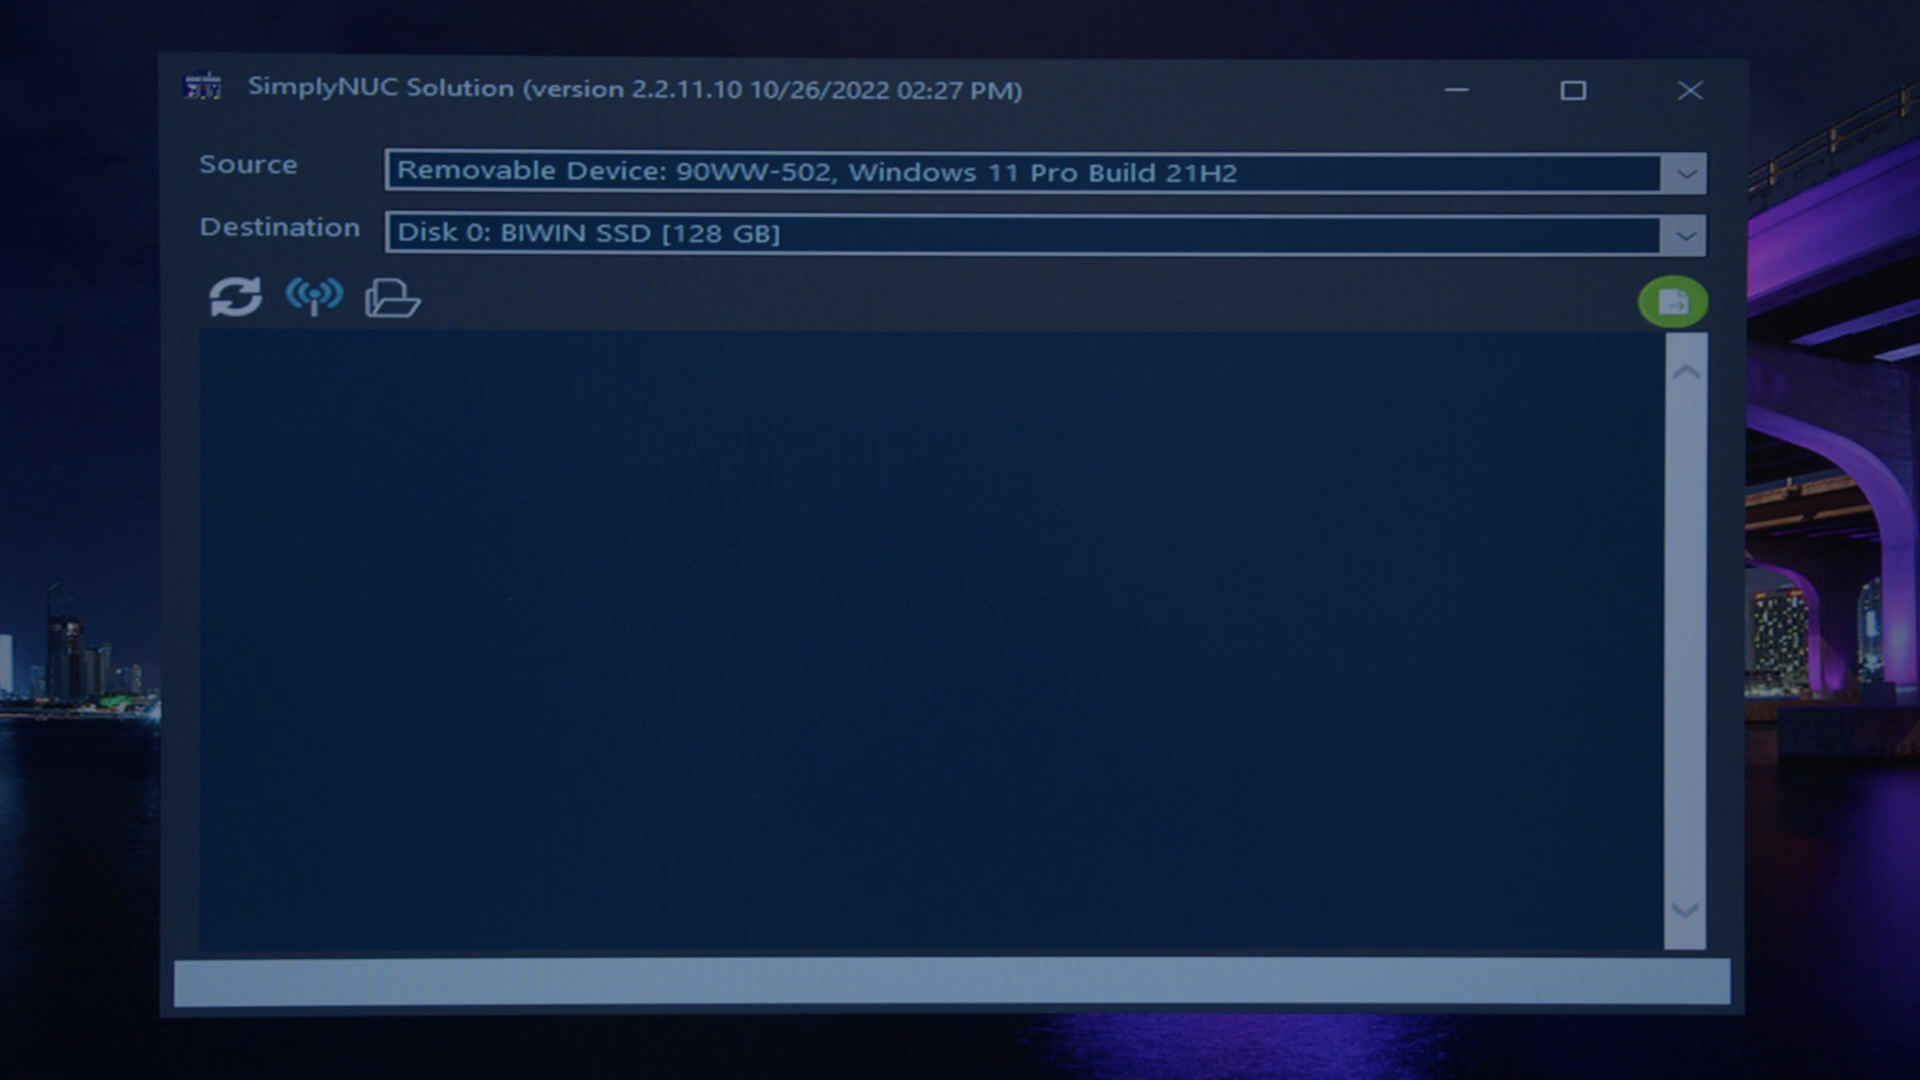 SimplyNUC Solution (version 2.2.11.10 10/26/2022 02:27 PM)
Source
Removable Device: 90WW-502, Windows 11 Pro Build 21H2
Destination
Disk 0: BIWIN SSD [128 GB]